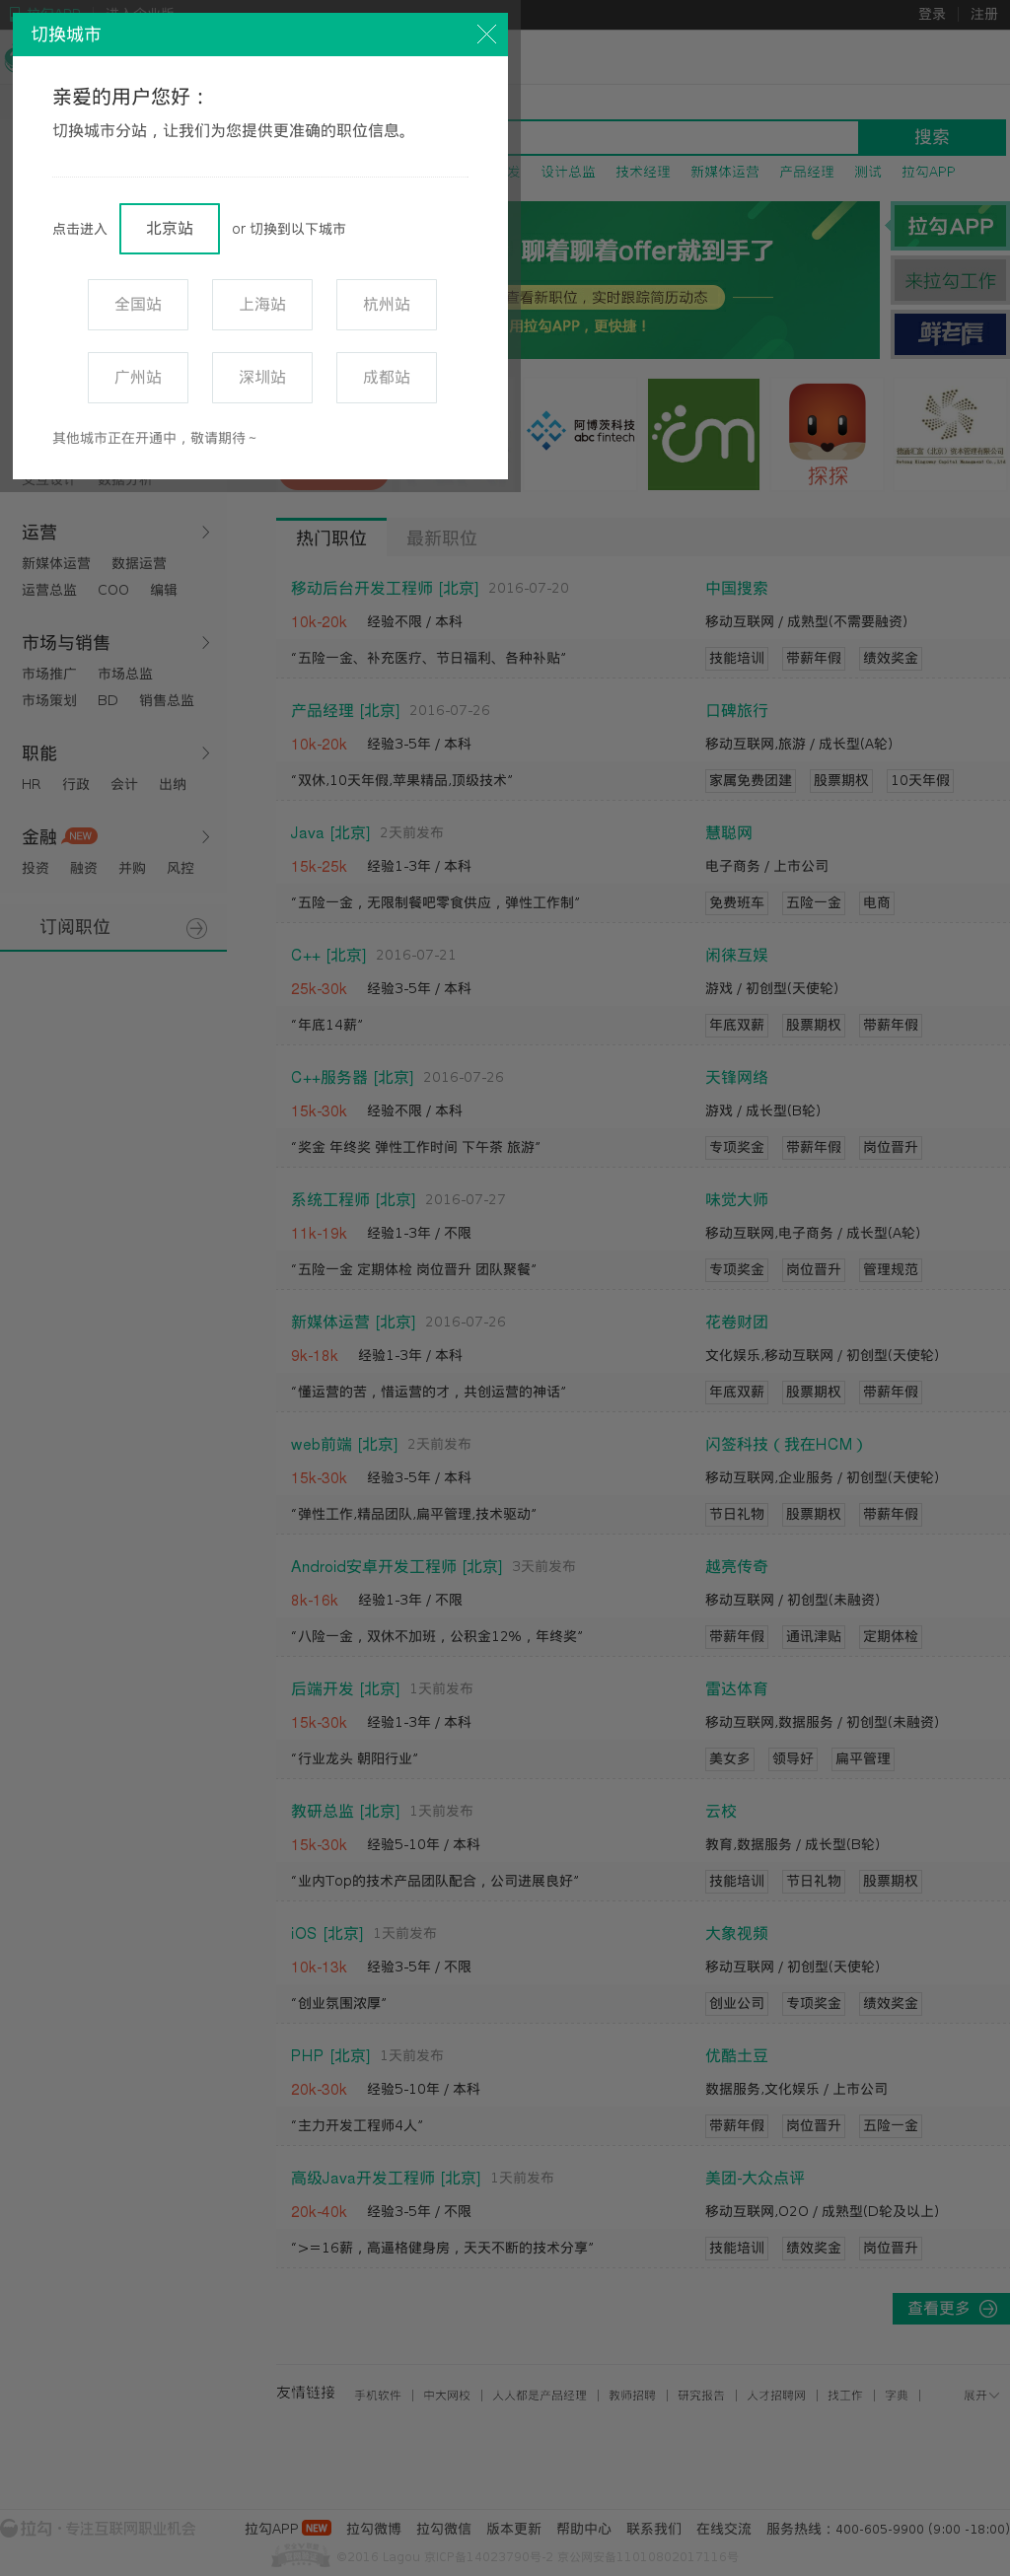 登录 注册
切换城市
亲爱的用户您好：
切换城市分站，让我们为您提供更准确的职位信息。
点击进入 北京站 or 切换到以下城市
全国站 上海站 杭州站
广州站 深圳站 成都站
其他城市正在开通中，敬请期待~
搜索
设计总监 技术经理 新媒体运营 产品经理 测试 拉勾APP
聊着聊着offer就到手了
查看新职位，实时跟踪简历动态
用拉勾APP，更快捷！
拉勾APP
来拉勾工作
鲜老虎
阿博茨科技
abc fintech
探探
交互设计 数据分析
运营
新媒体运营 数据运营
运营总监 COO 编辑
市场与销售
市场推广 市场总监
市场策划 BD 销售总监
职能
HR 行政 会计 出纳
金融 NEW
投资 融资 并购 风控
订阅职位
热门职位 最新职位
移动后台开发工程师 [北京] 2016-07-20 中国搜索
10k-20k 经验不限 / 本科 移动互联网 / 成熟型(不需要融资)
“五险一金、补充医疗、节日福利、各种补贴” 技能培训 带薪年假 绩效奖金
产品经理 [北京] 2016-07-26 口碑旅行
10k-20k 经验3-5年 / 本科 移动互联网,旅游 / 成长型(A轮)
“双休,10天年假,苹果精品,顶级技术” 家属免费团建 股票期权 10天年假
Java [北京] 2天前发布 慧聪网
15k-25k 经验1-3年 / 本科 电子商务 / 上市公司
“五险一金，无限制餐吧零食供应，弹性工作制” 免费班车 五险一金 电商
C++ [北京] 2016-07-21 闲徕互娱
25k-30k 经验3-5年 / 本科 游戏 / 初创型(天使轮)
“年底14薪” 年底双薪 股票期权 带薪年假
C++服务器 [北京] 2016-07-26 天锋网络
15k-30k 经验不限 / 本科 游戏 / 成长型(B轮)
“奖金 年终奖 弹性工作时间 下午茶 旅游” 专项奖金 带薪年假 岗位晋升
系统工程师 [北京] 2016-07-27 味觉大师
11k-19k 经验1-3年 / 不限 移动互联网,电子商务 / 成长型(A轮)
“五险一金 定期体检 岗位晋升 团队聚餐” 专项奖金 岗位晋升 管理规范
新媒体运营 [北京] 2016-07-26 花卷财团
9k-18k 经验1-3年 / 本科 文化娱乐,移动互联网 / 初创型(天使轮)
“懂运营的苦，惜运营的才，共创运营的神话” 年底双薪 股票期权 带薪年假
web前端 [北京] 2天前发布 闪签科技（我在HCM）
15k-30k 经验3-5年 / 本科 移动互联网,企业服务 / 初创型(天使轮)
“弹性工作,精品团队,扁平管理,技术驱动” 节日礼物 股票期权 带薪年假
Android安卓开发工程师 [北京] 3天前发布 越亮传奇
8k-16k 经验1-3年 / 不限 移动互联网 / 初创型(未融资)
“八险一金，双休不加班，公积金12%，年终奖” 带薪年假 通讯津贴 定期体检
后端开发 [北京] 1天前发布 雷达体育
15k-30k 经验1-3年 / 本科 移动互联网,数据服务 / 初创型(未融资)
“行业龙头 朝阳行业” 美女多 领导好 扁平管理
教研总监 [北京] 1天前发布 云校
15k-30k 经验5-10年 / 本科 教育,数据服务 / 成长型(B轮)
“业内Top的技术产品团队配合，公司进展良好” 技能培训 节日礼物 股票期权
iOS [北京] 1天前发布 大象视频
10k-13k 经验3-5年 / 不限 移动互联网 / 初创型(天使轮)
“创业氛围浓厚” 创业公司 专项奖金 绩效奖金
PHP [北京] 1天前发布 优酷土豆
20k-30k 经验5-10年 / 本科 数据服务,文化娱乐 / 上市公司
“主力开发工程师4人” 带薪年假 岗位晋升 五险一金
高级Java开发工程师 [北京] 1天前发布 美团-大众点评
20k-40k 经验3-5年 / 不限 移动互联网,O2O / 成熟型(D轮及以上)
“>=16薪，高逼格健身房，天天不断的技术分享” 技能培训 绩效奖金 岗位晋升
查看更多
友情链接 手机软件 | 中大网校 | 人人都是产品经理 | 教师招聘 | 研究报告 | 人才招聘网 | 找工作 | 字典 | 展开
拉勾·专注互联网职业机会 拉勾APP NEW 拉勾微博 拉勾微信 版本更新 帮助中心 联系我们 在线交流 服务热线：400-605-9900 (9:00 -18:00)
©2016 Lagou 京ICP备14023790号-2 京公网安备11010802017116号